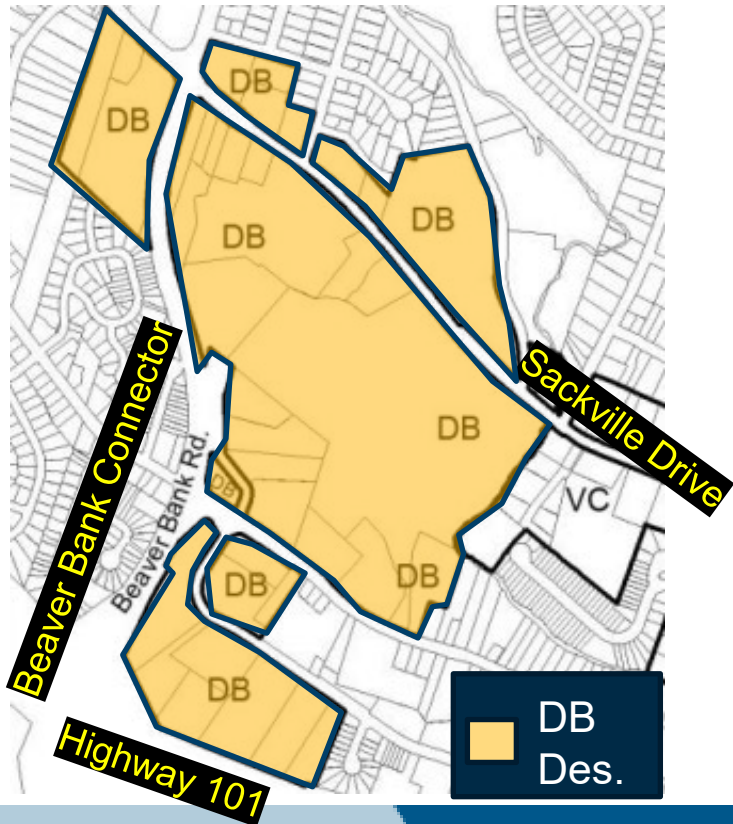 DB
DB
DB
DB
Sackville Drive
DB
Beaver Bank Connector
Beaver Bank Rd.
DB
VC
DB
DB
DB
Highway 101
DB
Des.